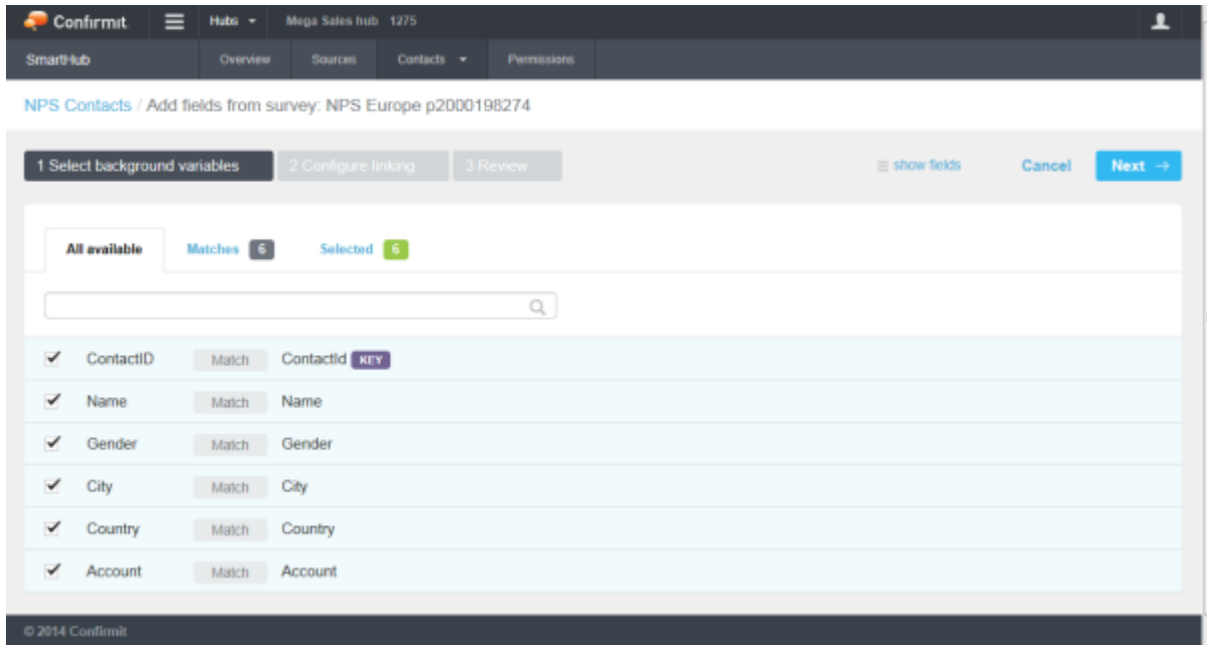 Confirmit Hubs Mega Sales hub 1275
SmartHub Overview Sources Contacts Permissions
NPS Contacts / Add fields from survey: NPS Europe p2000198274
1 Select background variables 2 Configure linking 3 Review show fields Cancel Next →
All available Matches 6 Selected 6
ContactID Match ContactId KEY
Name Match Name
Gender Match Gender
City Match City
Country Match Country
Account Match Account
© 2014 Confirmit